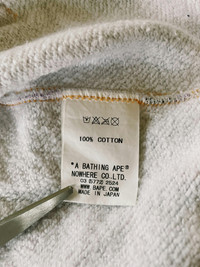 100% COTTON
"A BATHING APE"
NOWHERE CO.,LTD.
03 (5772) 2524
WWW.BAPE.COM
MADE IN JAPAN